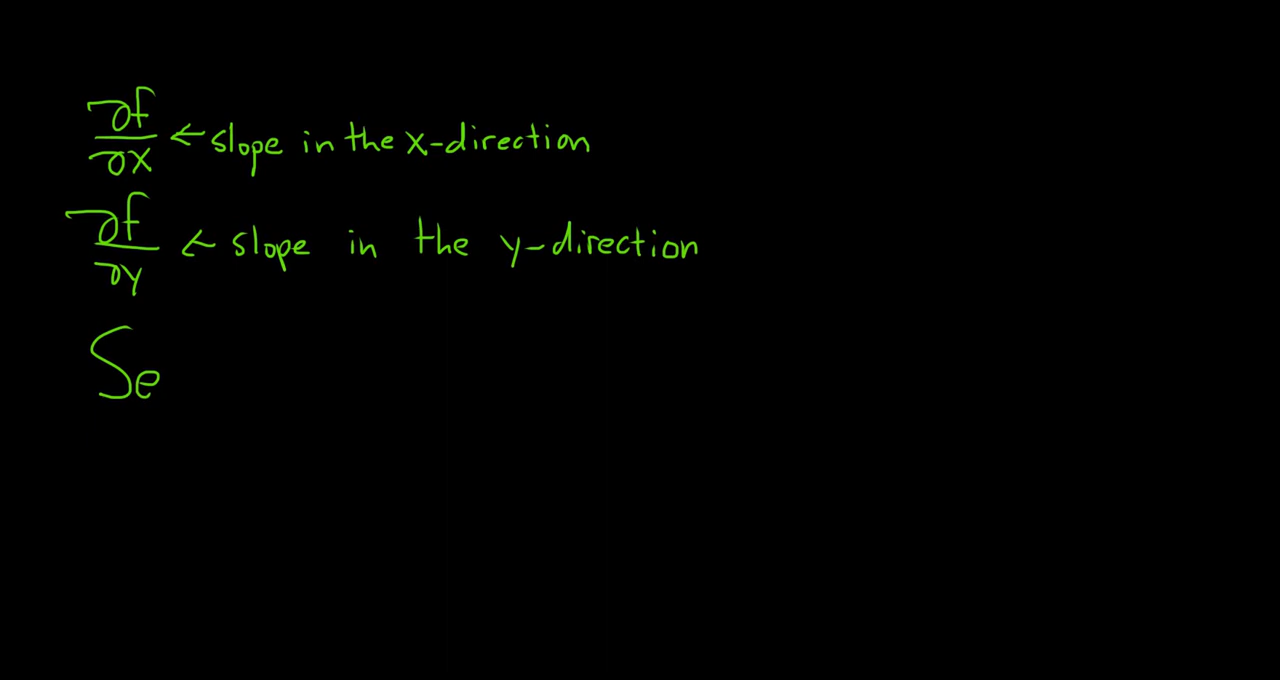 ∂f/∂x ← slope in the x-direction
∂f/∂y ← slope in the y-direction
Se